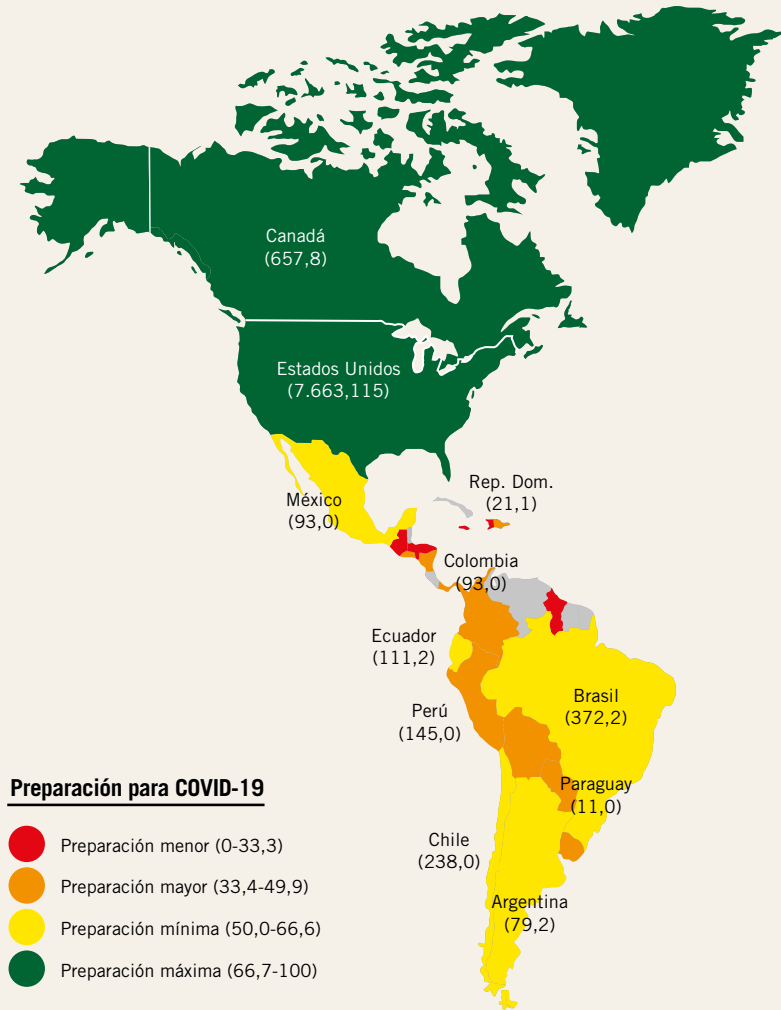 Canadá
(657,8)
Estados Unidos
(7.663,115)
México
(93,0)
Rep. Dom.
(21,1)
Colombia
(93,0)
Ecuador
(111,2)
Perú
(145,0)
Brasil
(372,2)
Paraguay
(11,0)
Chile
(238,0)
Argentina
(79,2)
Preparación para COVID-19
Preparación menor (0-33,3)
Preparación mayor (33,4-49,9)
Preparación mínima (50,0-66,6)
Preparación máxima (66,7-100)